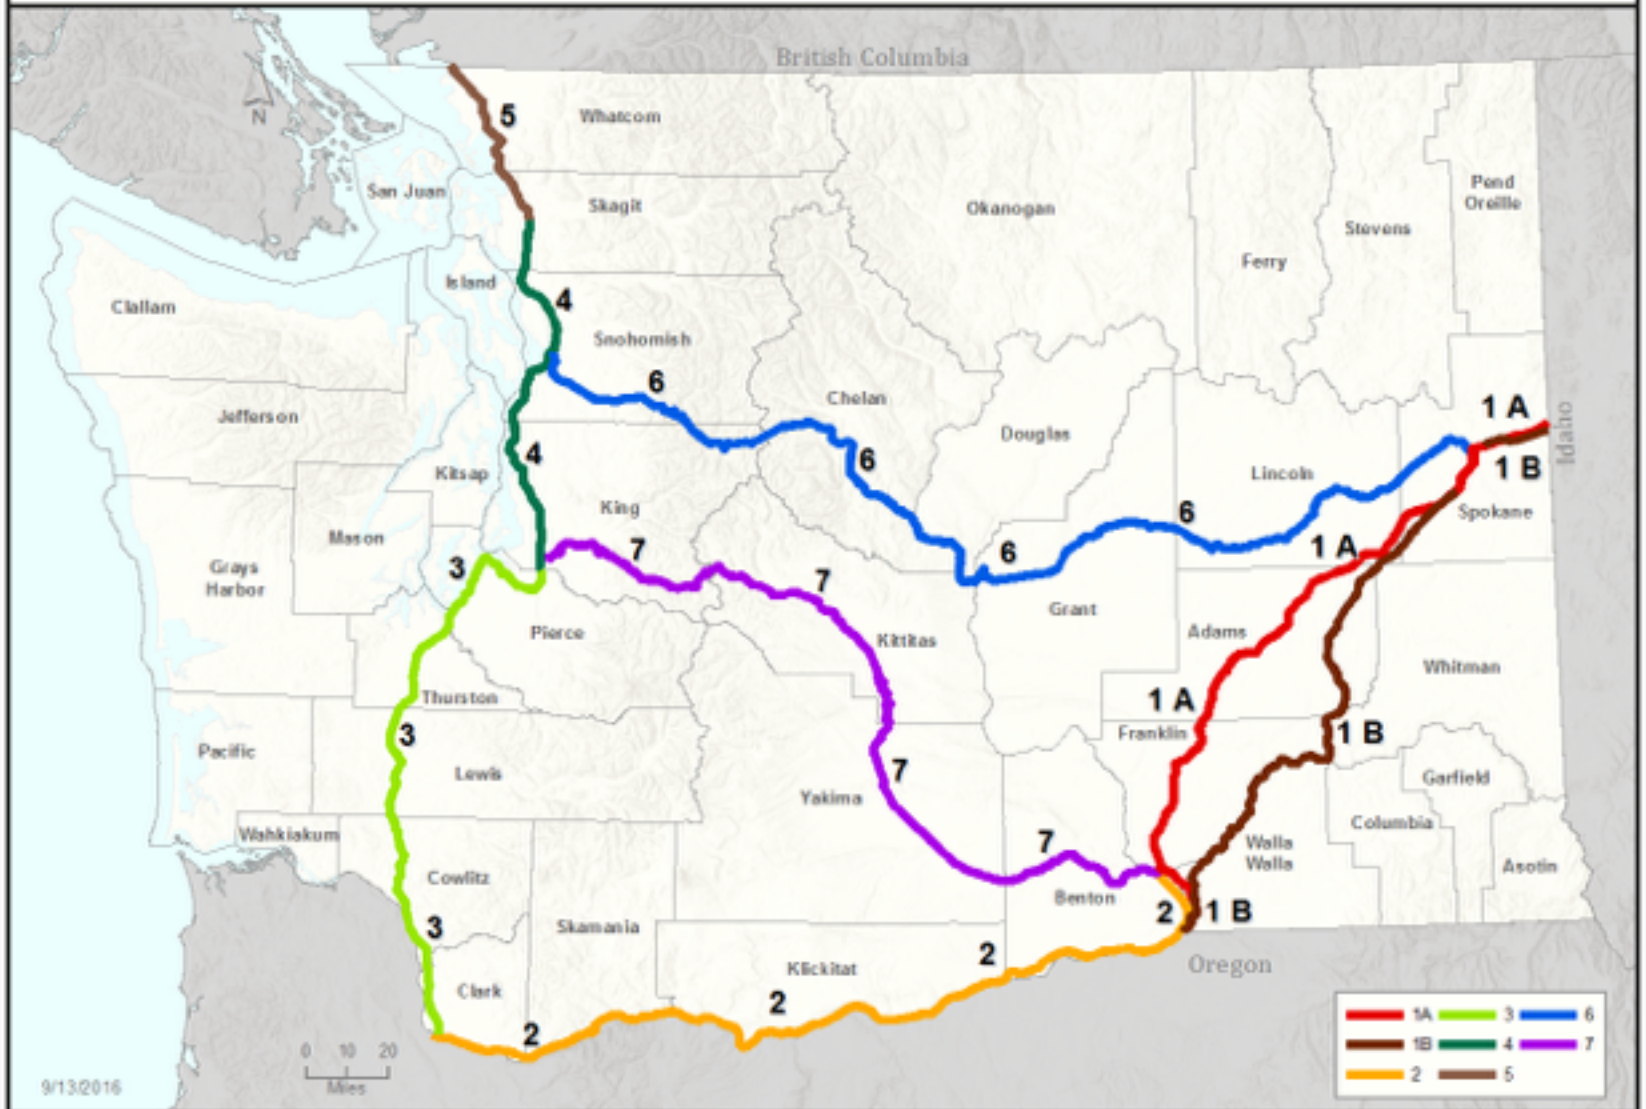 British Columbia
N
5
Whatcom
San Juan
Skagit
Okanogan
Pend
Oreille
Stevens
Ferry
Island
Clallam
4
Snohomish
6
Chelan
1 A
Idaho
Jefferson
Douglas
4
Kitsap
6
Lincoln
1 B
King
6
Spokane
Mason
7
6
1 A
3
Grays
Harbor
7
Grant
Pierce
Kittitas
Adams
Whitman
Thurston
1 A
3
Franklin
1 B
Pacific
Lewis
7
Garfield
Yakima
Wahkiakum
7
Walla
Walla
Columbia
Asotin
Cowlitz
Benton
3
Skamania
2
1 B
2
Klickitat
Oregon
Clark
2
2
1A
3
6
1B
4
7
2
5
0 10 20
Miles
9/13/2016